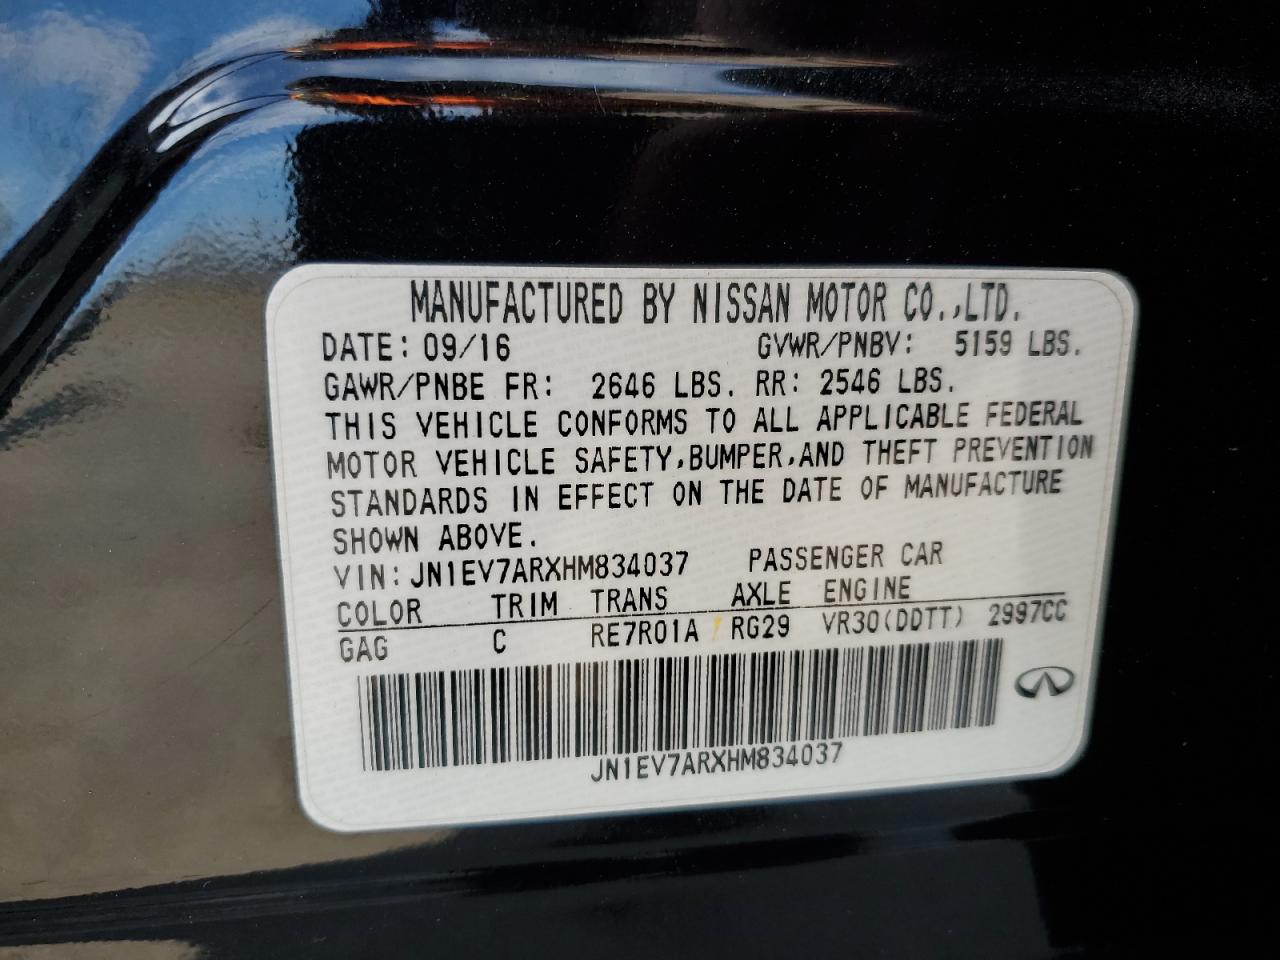 MANUFACTURED BY NISSAN MOTOR CO.,LTD.
DATE: 09/16 GVWR/PNBV: 5159 LBS.
GAWR/PNBE FR: 2646 LBS. RR: 2546 LBS.
THIS VEHICLE CONFORMS TO ALL APPLICABLE FEDERAL
MOTOR VEHICLE SAFETY,BUMPER,AND THEFT PREVENTION
STANDARDS IN EFFECT ON THE DATE OF MANUFACTURE
SHOWN ABOVE.
VIN: JN1EV7ARXHM834037 PASSENGER CAR
COLOR TRIM TRANS AXLE ENGINE
GAG C RE7R01A RG29 VR30(DDTT) 2997CC
JN1EV7ARXHM834037